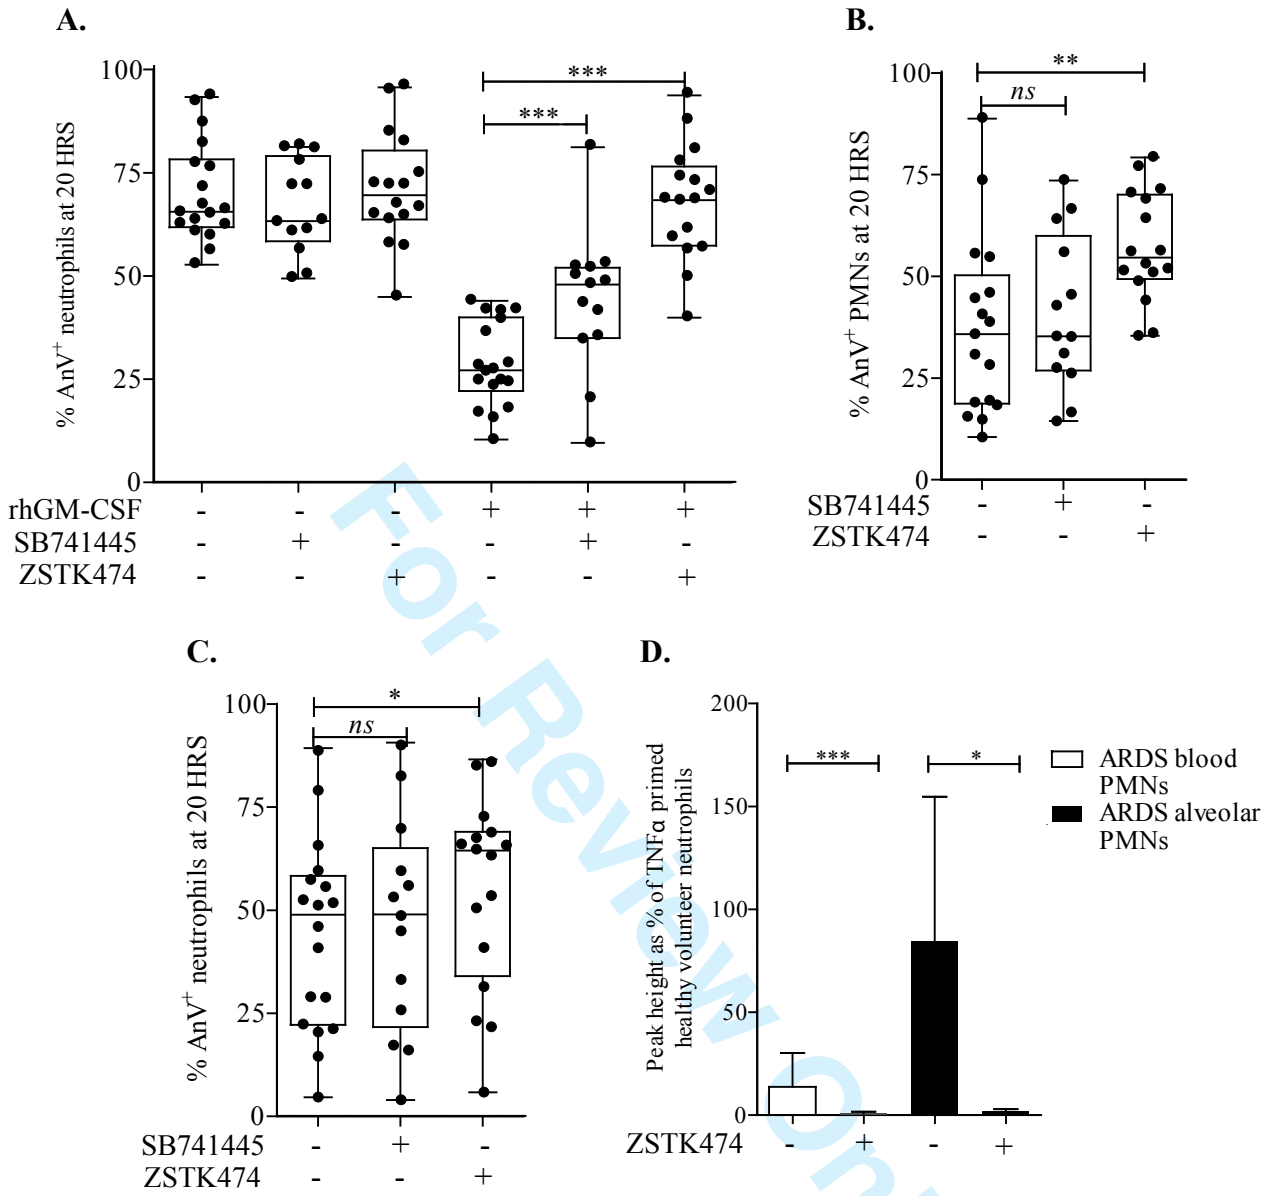 A.
% AnV+ neutrophils at 20 HRS
100
75
50
25
0
***
***
rhGM-CSF - - - + + +
SB741445 - + - - + -
ZSTK474 - - + - - +
B.
% AnV+ PMNs at 20 HRS
100
75
50
25
0
**
ns
SB741445 - + -
ZSTK474 - - +
C.
% AnV+ neutrophils at 20 HRS
100
75
50
25
0
*
ns
SB741445 - + -
ZSTK474 - - +
D.
Peak height as % of TNFα primed
healthy volunteer neutrophils
200
150
100
50
0
***
*
ARDS blood
PMNs
ARDS alveolar
PMNs
ZSTK474 - + - +
For Review Onl